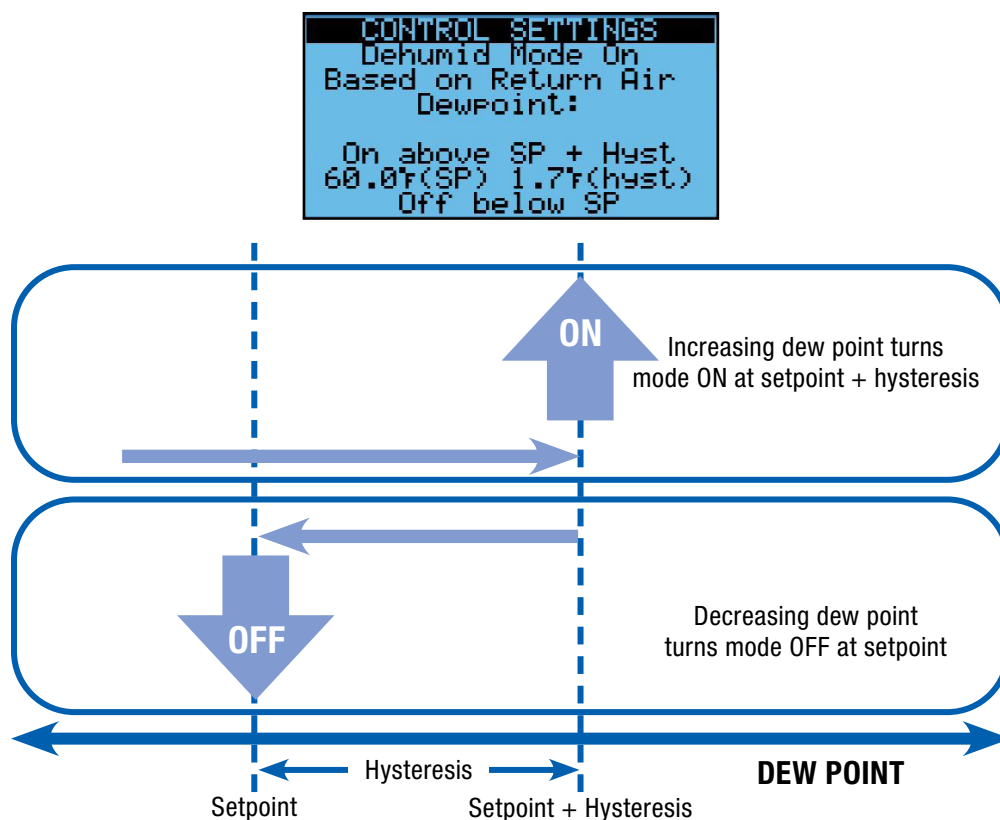 CONTROL SETTINGS
Dehumid Mode On
Based on Return Air
Dewpoint:
On above SP + Hyst
60.0°F(SP) 1.7°F(hyst)
Off below SP
ON
Increasing dew point turns
mode ON at setpoint + hysteresis
OFF
Decreasing dew point
turns mode OFF at setpoint
Hysteresis
DEW POINT
Setpoint
Setpoint + Hysteresis